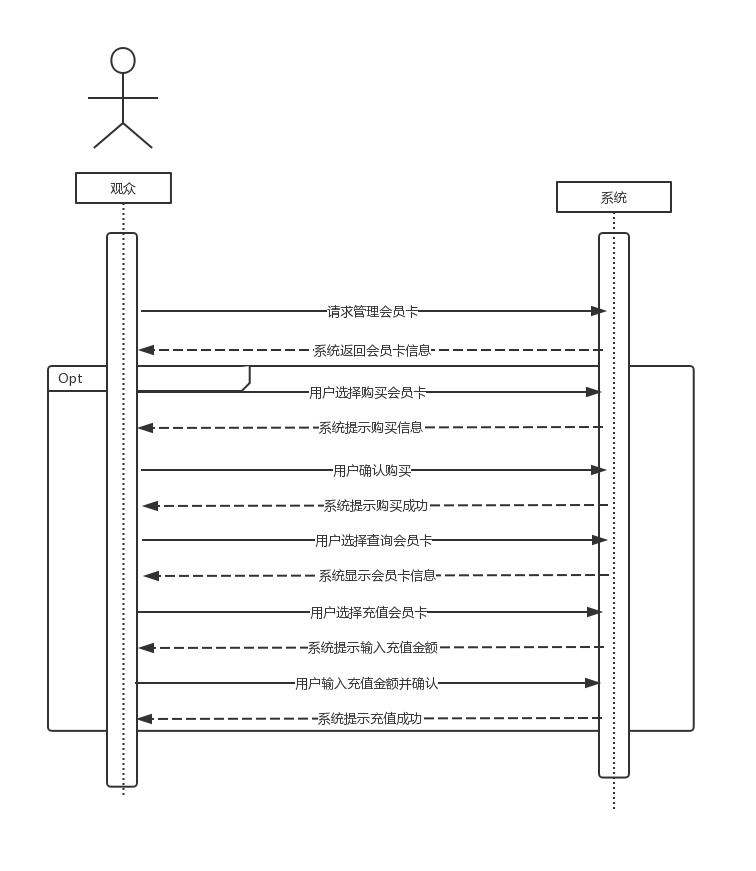 观众
系统
请求管理会员卡
系统返回会员卡信息
Opt
用户选择购买会员卡
系统提示购买信息
用户确认购买
系统提示购买成功
用户选择查询会员卡
系统显示会员卡信息
用户选择充值会员卡
系统提示输入充值金额
用户输入充值金额并确认
系统提示充值成功